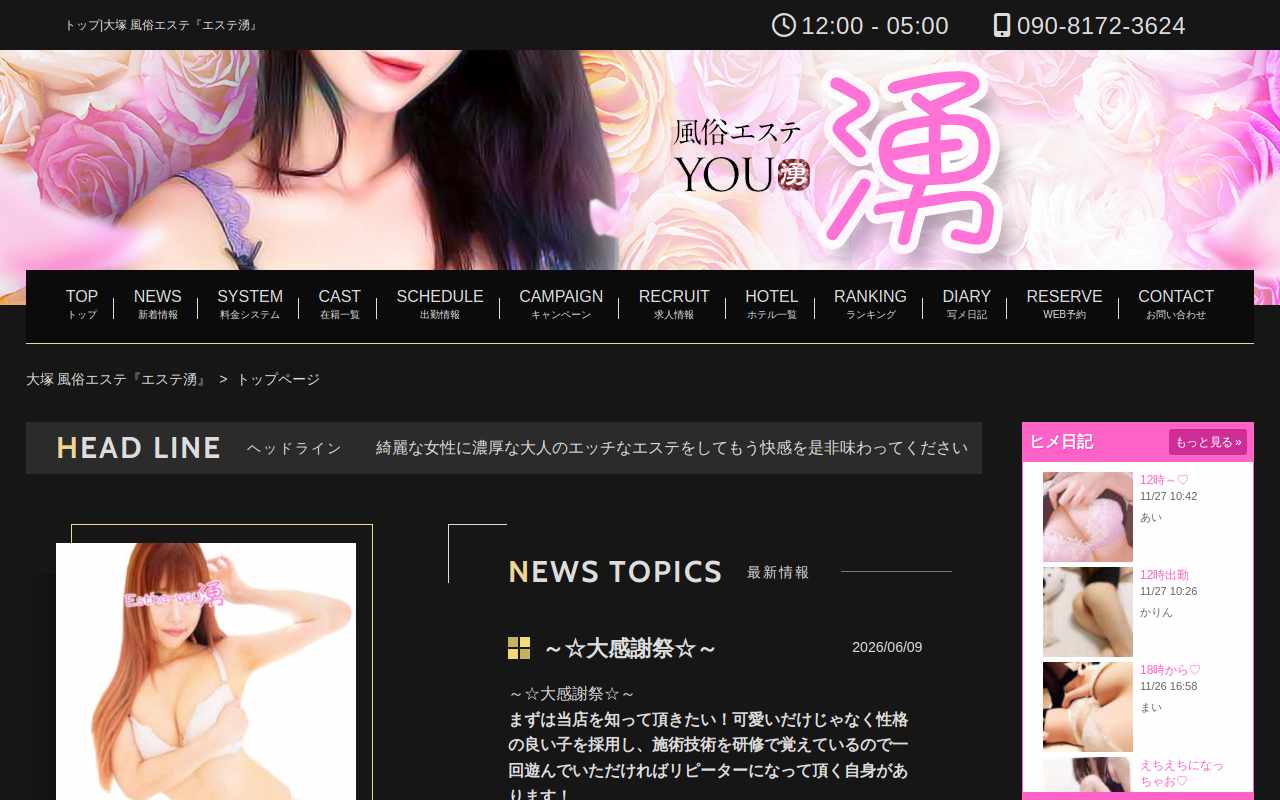 トップ|大塚 風俗エステ『エステ湧』
12:00 - 05:00
090-8172-3624
風俗エステ
YOU湧
湧
TOP
トップ
NEWS
新着情報
SYSTEM
料金システム
CAST
在籍一覧
SCHEDULE
出勤情報
CAMPAIGN
キャンペーン
RECRUIT
求人情報
HOTEL
ホテル一覧
RANKING
ランキング
DIARY
写メ日記
RESERVE
WEB予約
CONTACT
お問い合わせ
大塚 風俗エステ『エステ湧』 > トップページ
HEAD LINE ヘッドライン 綺麗な女性に濃厚な大人のエッチなエステをしてもう快感を是非味わってください
Esthe you湧
NEWS TOPICS 最新情報
～☆大感謝祭☆～ 2026/06/09
～☆大感謝祭☆～
まずは当店を知って頂きたい！可愛いだけじゃなく性格
の良い子を採用し、施術技術を研修で覚えているので一
回遊んでいただければリピーターになって頂く自身があ
ります！
ヒメ日記 もっと見る »
12時～♡
11/27 10:42
あい
12時出勤
11/27 10:26
かりん
18時から♡
11/26 16:58
まい
えちえちになっ
ちゃお♡